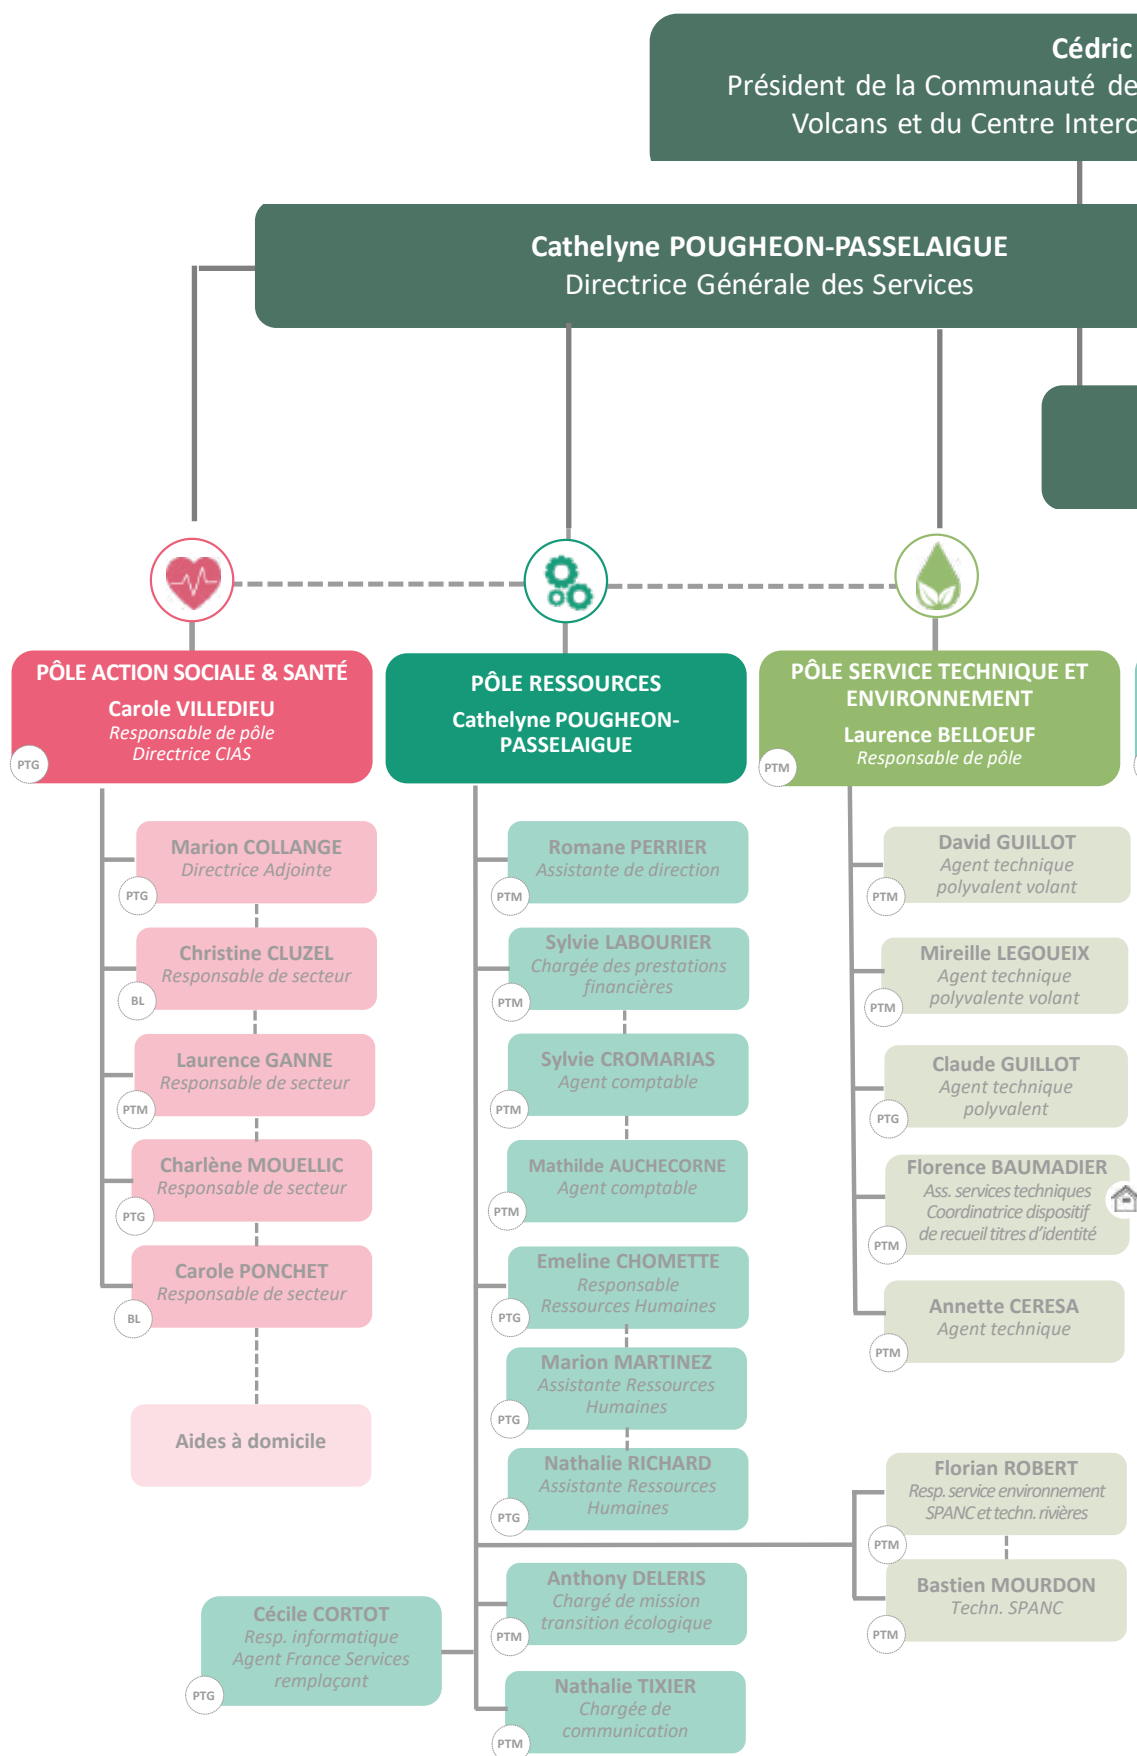 Cédric
Président de la Communauté de
Volcans et du Centre Interc
Cathelyne POUGHEON-PASSELAIGUE
Directrice Générale des Services
PÔLE ACTION SOCIALE & SANTÉ
Carole VILLEDIEU
Responsable de pôle
Directrice CIAS
PTG
Marion COLLANGE
Directrice Adjointe
PTG
Christine CLUZEL
Responsable de secteur
BL
Laurence GANNE
Responsable de secteur
PTM
Charlène MOUELLIC
Responsable de secteur
PTG
Carole PONCHET
Responsable de secteur
BL
Aides à domicile
PÔLE RESSOURCES
Cathelyne POUGHEON-
PASSELAIGUE
Romane PERRIER
Assistante de direction
PTM
Sylvie LABOURIER
Chargée des prestations
financières
PTM
Sylvie CROMARIAS
Agent comptable
PTM
Mathilde AUCHECORNE
Agent comptable
PTM
Emeline CHOMETTE
Responsable
Ressources Humaines
PTG
Marion MARTINEZ
Assistante Ressources
Humaines
PTG
Nathalie RICHARD
Assistante Ressources
Humaines
PTG
Anthony DELERIS
Chargé de mission
transition écologique
PTM
Cécile CORTOT
Resp. informatique
Agent France Services
remplaçant
PTG
Nathalie TIXIER
Chargée de
communication
PTM
PÔLE SERVICE TECHNIQUE ET
ENVIRONNEMENT
Laurence BELLOEUF
Responsable de pôle
PTM
David GUILLOT
Agent technique
polyvalent volant
PTM
Mireille LEGOUEIX
Agent technique
polyvalente volant
PTM
Claude GUILLOT
Agent technique
polyvalent
PTG
Florence BAUMADIER
Ass. services techniques
Coordinatrice dispositif
de recueil titres d'identité
PTM
Annette CERESA
Agent technique
PTM
Florian ROBERT
Resp. service environnement
SPANC et techn. rivières
PTM
Bastien MOURDON
Techn. SPANC
PTM